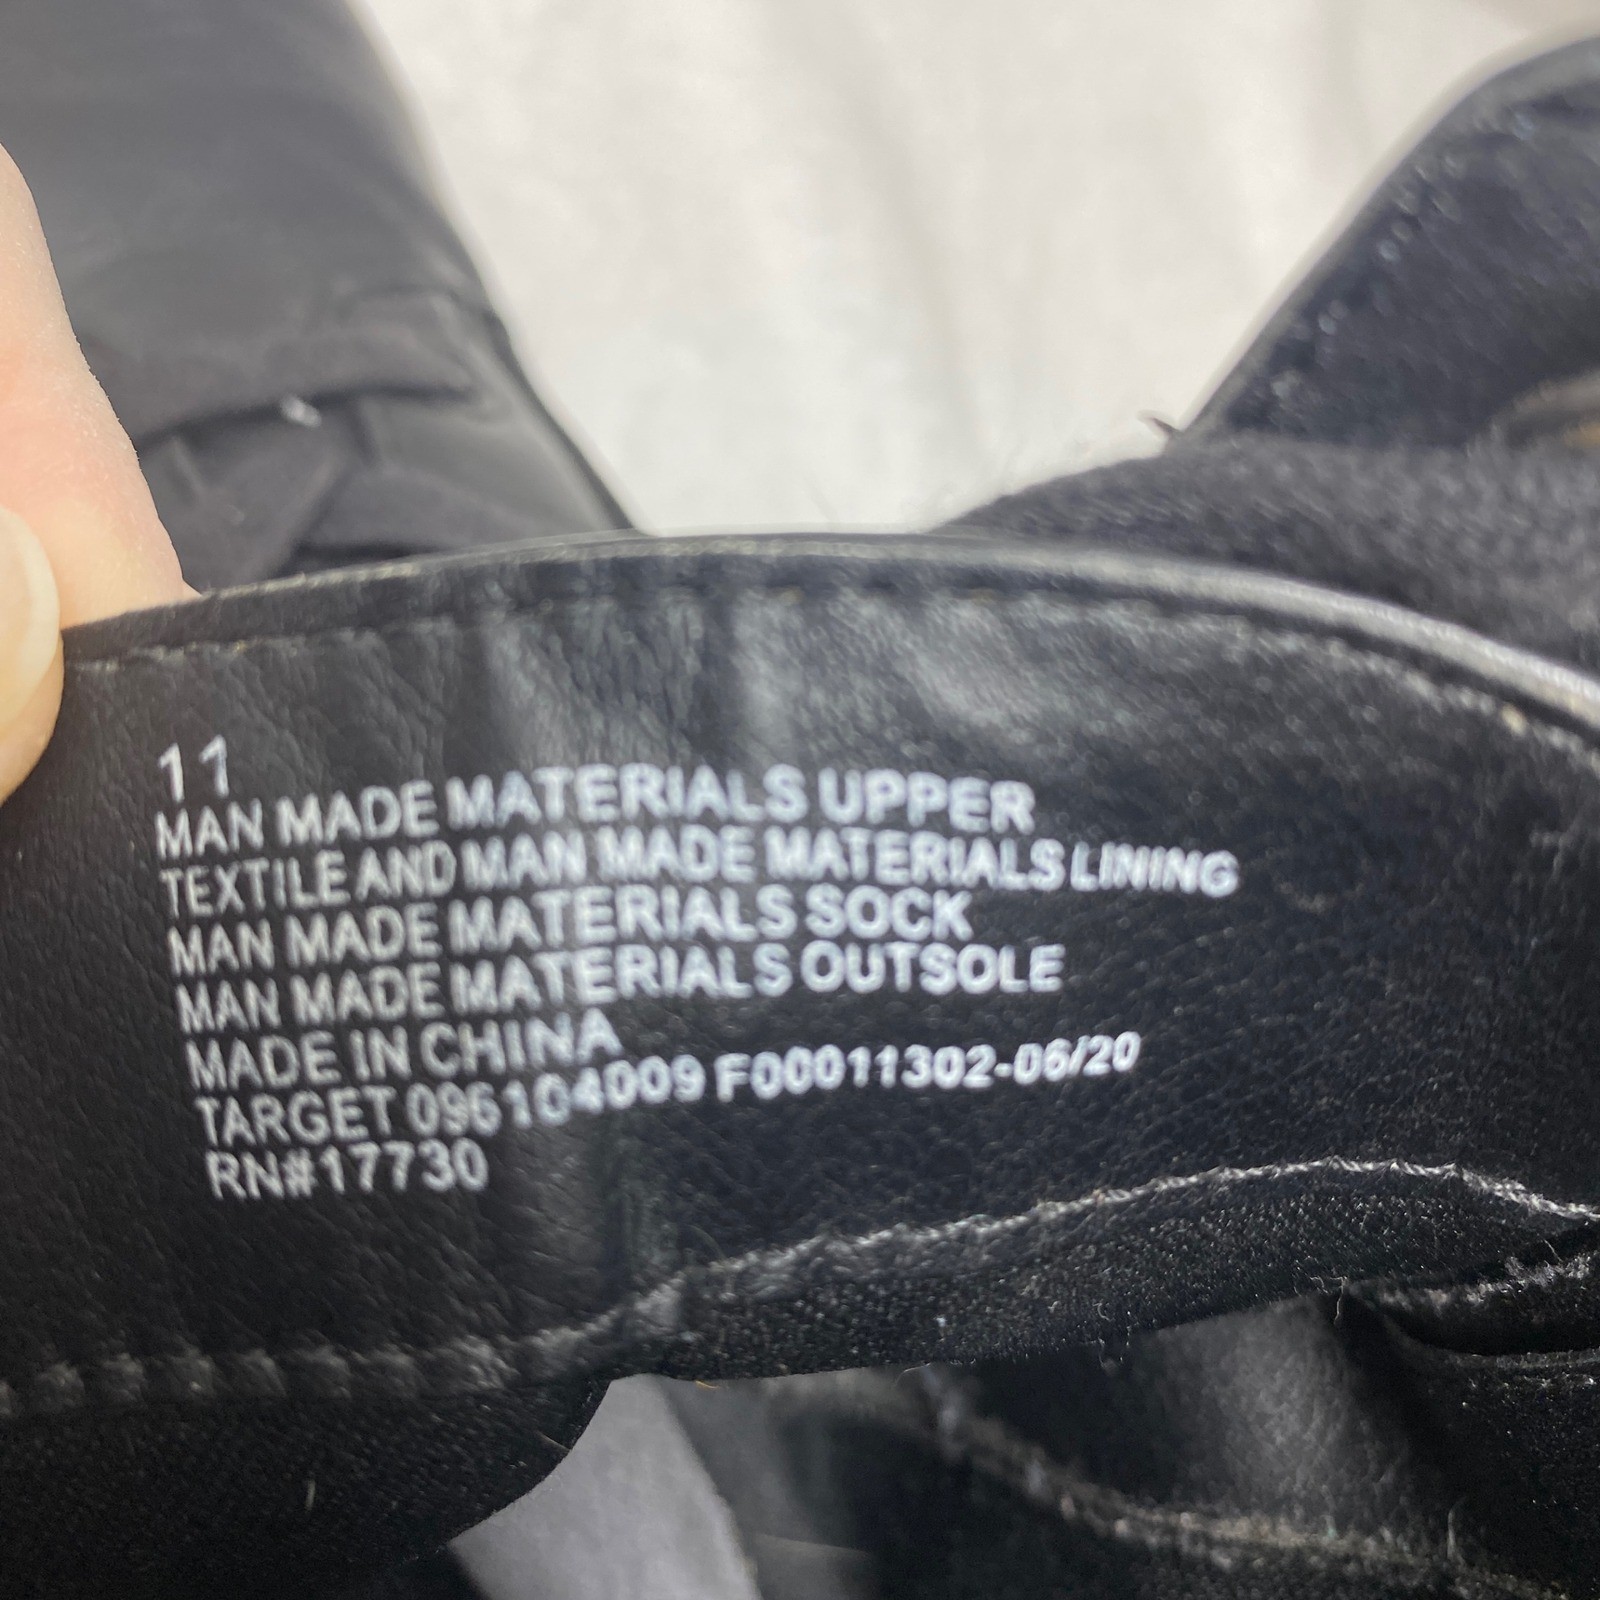 11
MAN MADE MATERIALS UPPER
TEXTILE AND MAN MADE MATERIALS LINING
MAN MADE MATERIALS SOCK
MAN MADE MATERIALS OUTSOLE
MADE IN CHINA
TARGET 096104009 F00011302-06/20
RN#17730